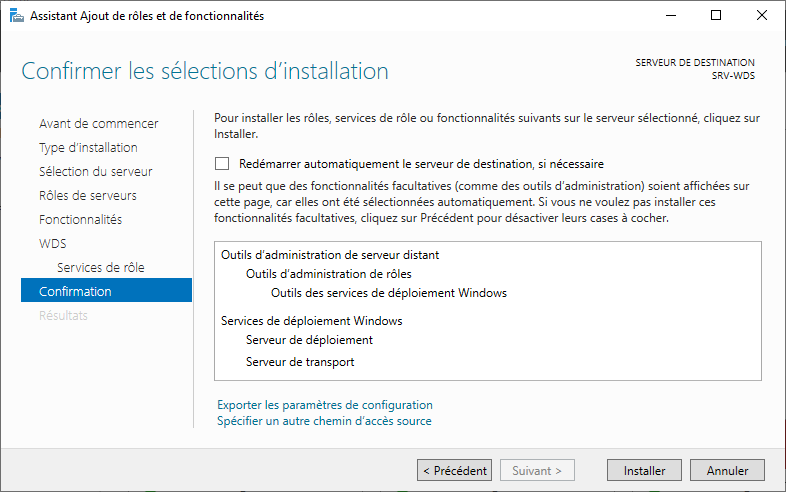 Assistant Ajout de rôles et de fonctionnalités
Confirmer les sélections d'installation
SERVEUR DE DESTINATION
SRV-WDS
Avant de commencer
Type d'installation
Sélection du serveur
Rôles de serveurs
Fonctionnalités
WDS
Services de rôle
Confirmation
Résultats
Pour installer les rôles, services de rôle ou fonctionnalités suivants sur le serveur sélectionné, cliquez sur
Installer.
Redémarrer automatiquement le serveur de destination, si nécessaire
Il se peut que des fonctionnalités facultatives (comme des outils d'administration) soient affichées sur
cette page, car elles ont été sélectionnées automatiquement. Si vous ne voulez pas installer ces
fonctionnalités facultatives, cliquez sur Précédent pour désactiver leurs cases à cocher.
Outils d'administration de serveur distant
Outils d'administration de rôles
Outils des services de déploiement Windows
Services de déploiement Windows
Serveur de déploiement
Serveur de transport
Exporter les paramètres de configuration
Spécifier un autre chemin d'accès source
< Précédent
Suivant >
Installer
Annuler